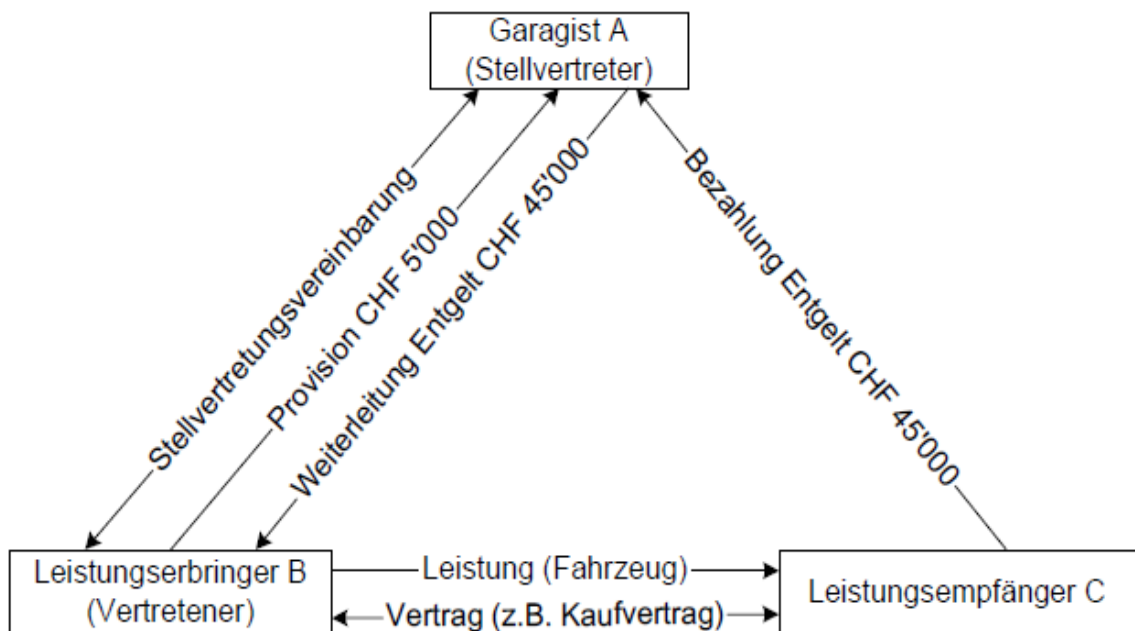 Garagist A
(Stellvertreter)
Stellvertretungsvereinbarung
Provision CHF 5'000
Weiterleitung Entgelt CHF 45'000
Bezahlung Entgelt CHF 45'000
Leistungserbringer B
(Vertretener)
Leistung (Fahrzeug)
Vertrag (z.B. Kaufvertrag)
Leistungsempfänger C